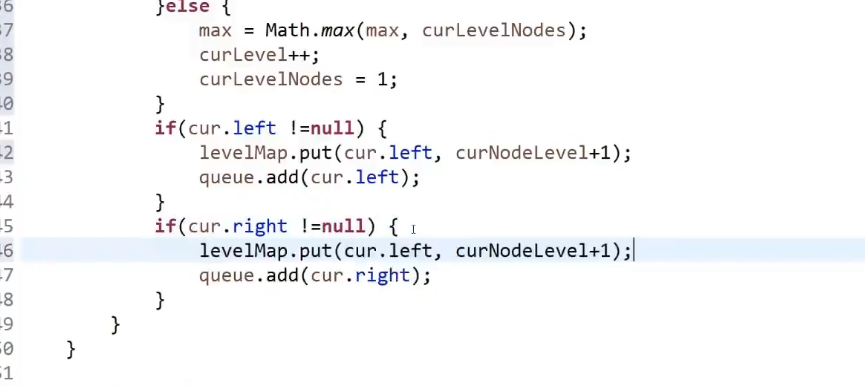 36 }else {
37 max = Math.max(max, curLevelNodes);
38 curLevel++;
39 curLevelNodes = 1;
40 }
41 if(cur.left !=null) {
42 levelMap.put(cur.left, curNodeLevel+1);
43 queue.add(cur.left);
44 }
45 if(cur.right !=null) {
46 levelMap.put(cur.left, curNodeLevel+1);
47 queue.add(cur.right);
48 }
49 }
50 }
51